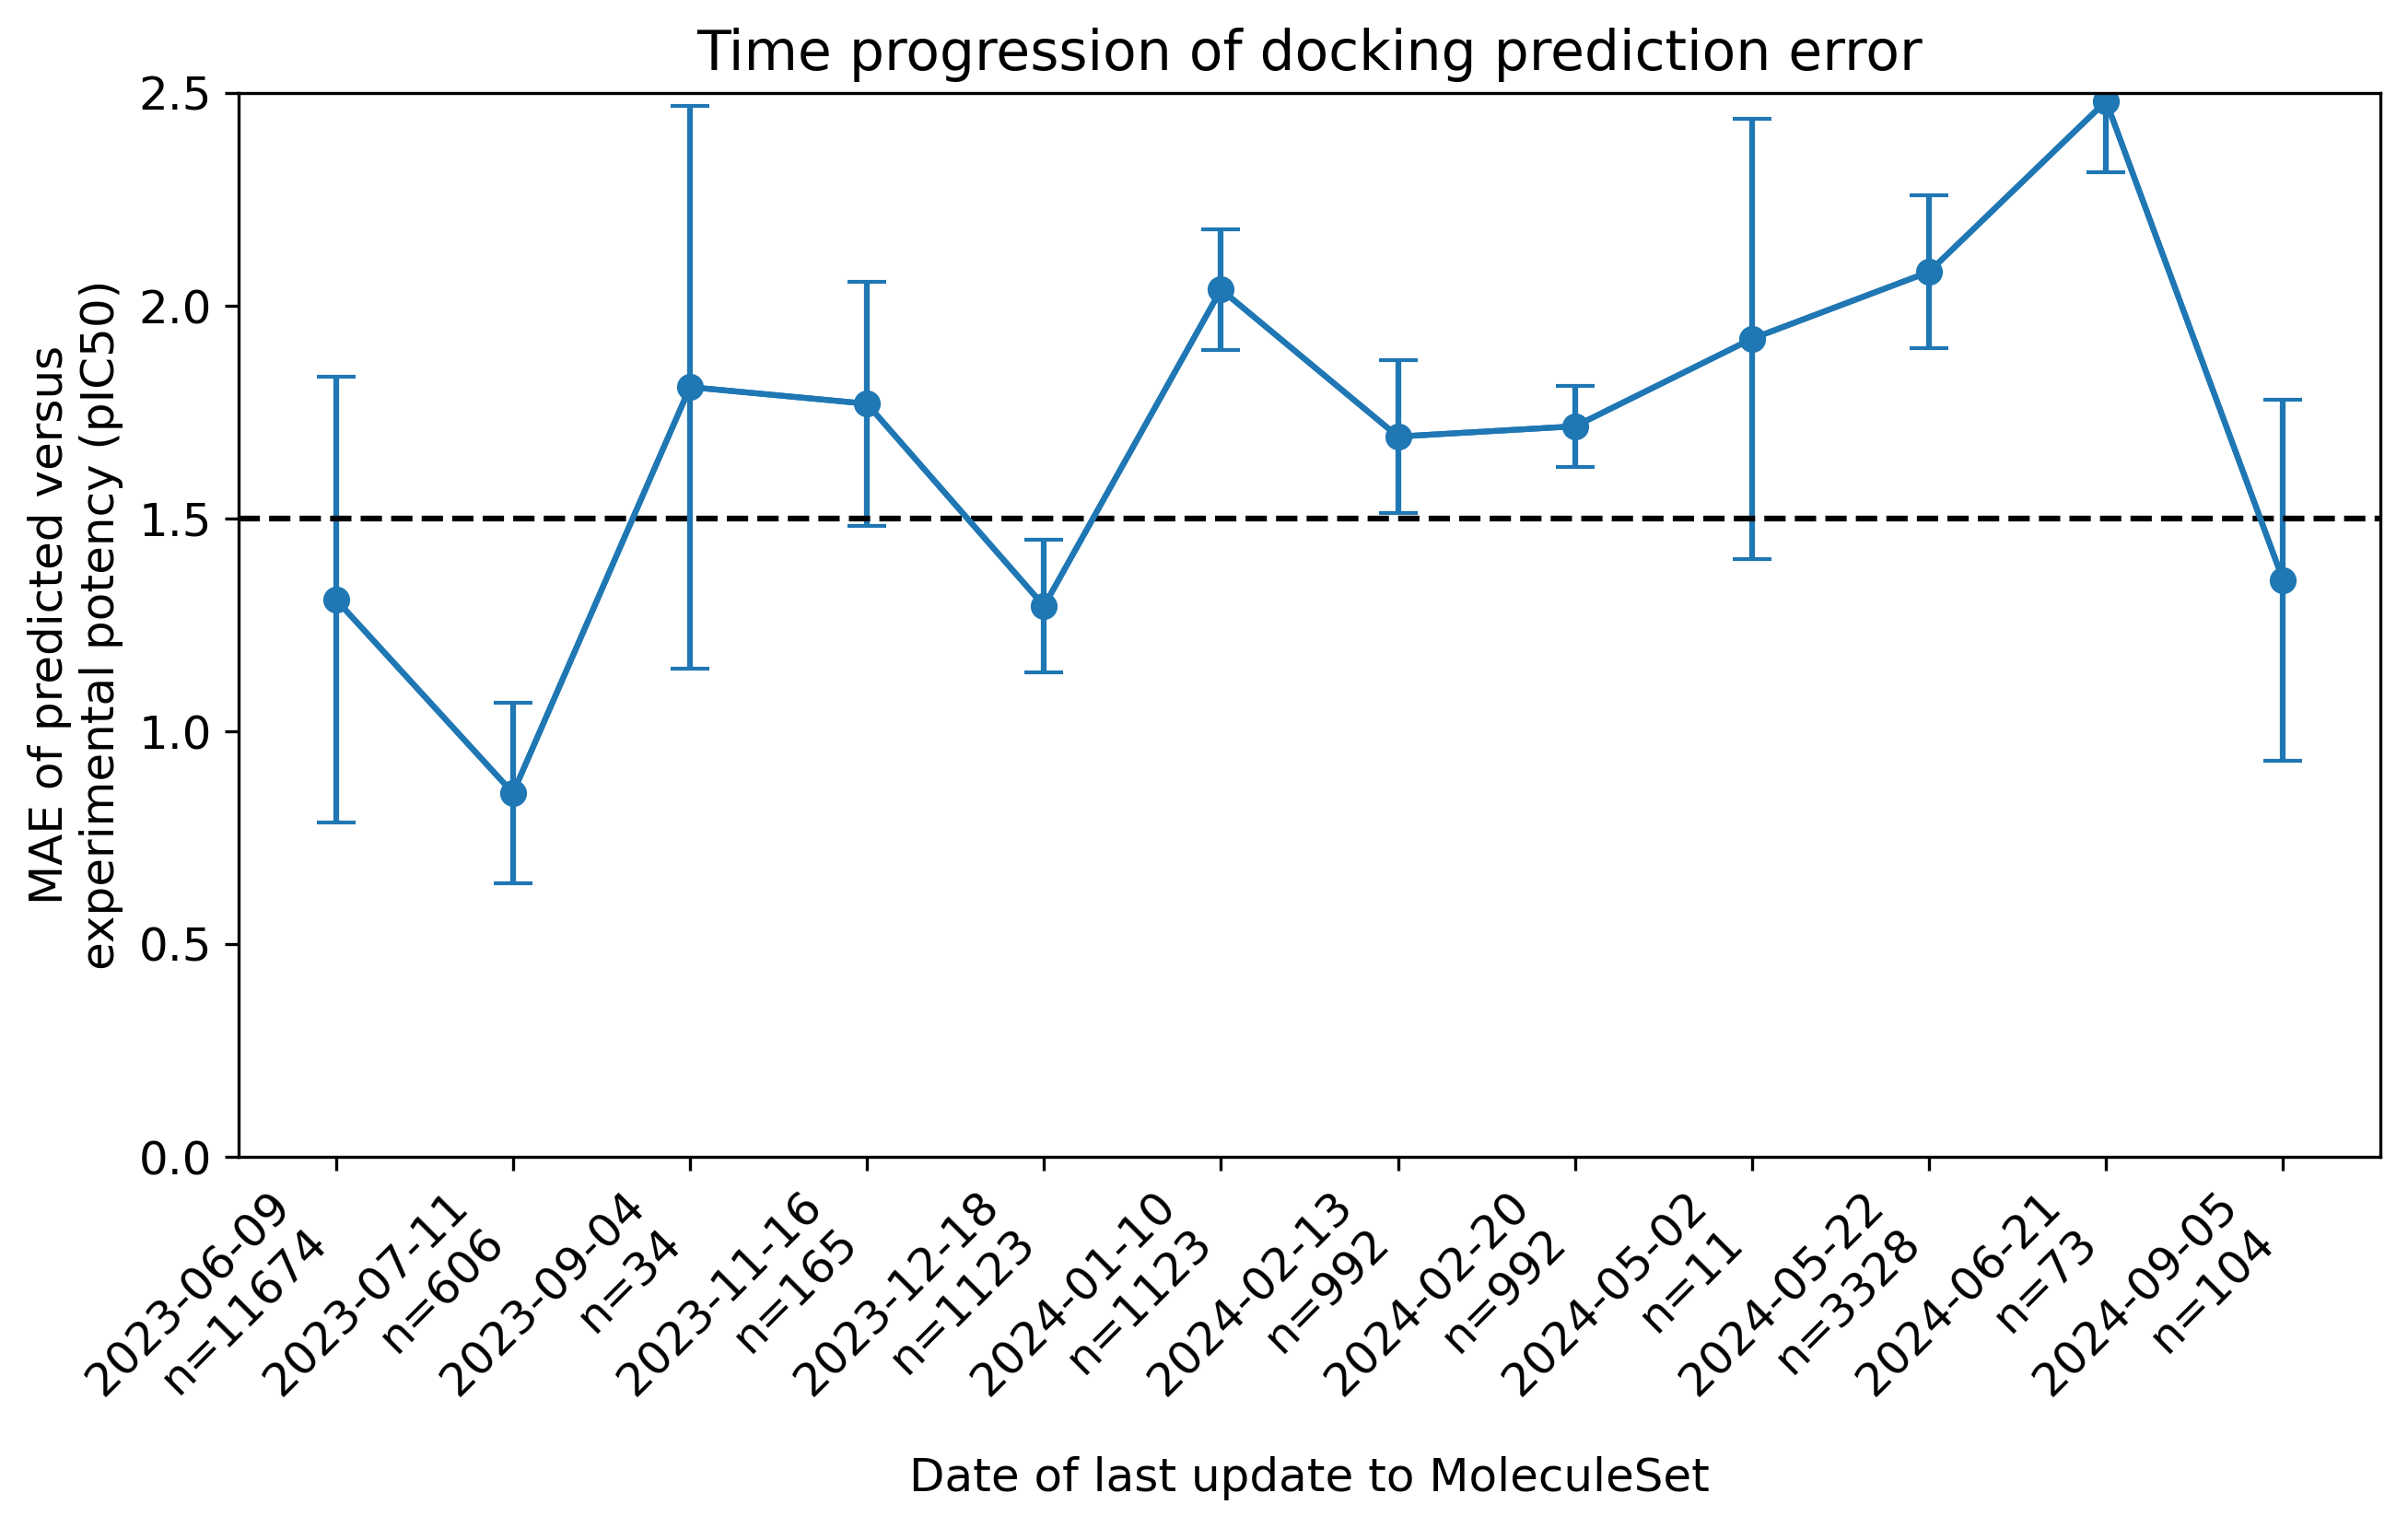 Time progression of docking prediction error
MAE of predicted versus
experimental potency (pIC50)
2.5
2.0
1.5
1.0
0.5
0.0
2023-06-09
n=11674
2023-07-11
n=606
2023-09-04
n=34
2023-11-16
n=165
2023-12-18
n=1123
2024-01-10
n=1123
2024-02-13
n=992
2024-02-20
n=992
2024-05-02
n=11
2024-05-22
n=3328
2024-06-21
n=73
2024-09-05
n=104
Date of last update to MoleculeSet